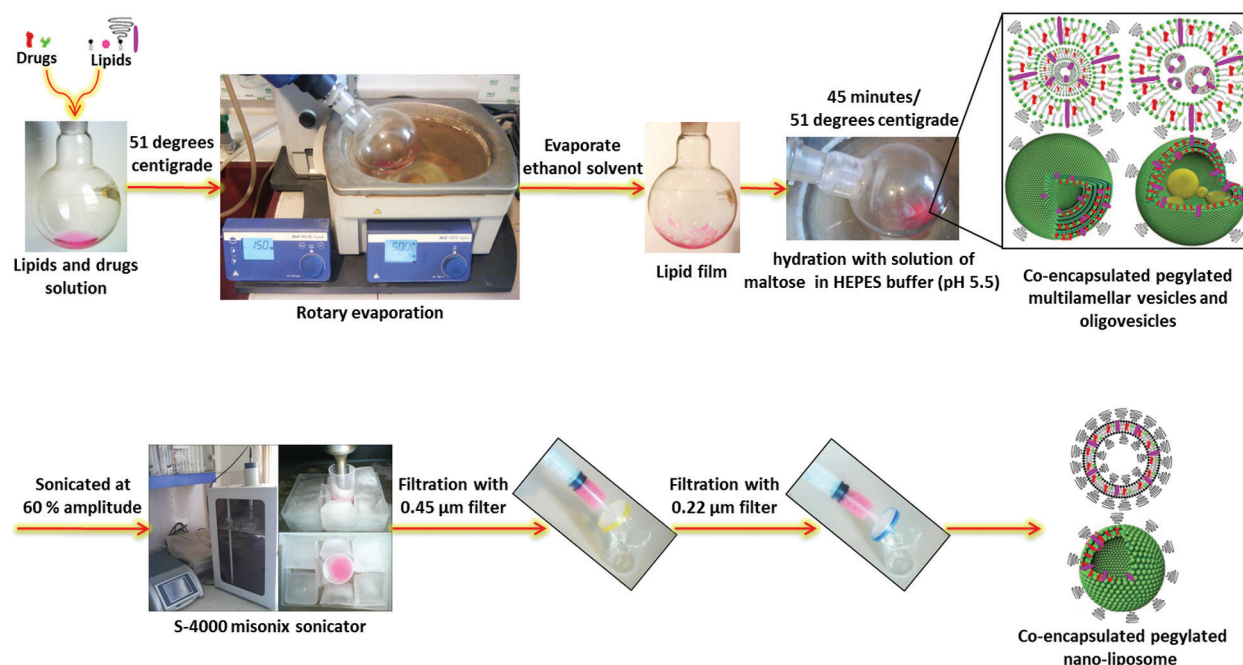 Drugs
Lipids
51 degrees
centigrade
Lipids and drugs
solution
Rotary evaporation
Evaporate
ethanol solvent
Lipid film
45 minutes/
51 degrees centigrade
hydration with solution of
maltose in HEPES buffer (pH 5.5)
Co-encapsulated pegylated
multilamellar vesicles and
oligovesicles
Sonicated at
60 % amplitude
S-4000 misonix sonicator
Filtration with
0.45 µm filter
Filtration with
0.22 µm filter
Co-encapsulated pegylated
nano-liposome